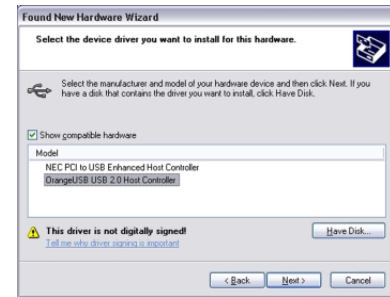 Found New Hardware Wizard
Select the device driver you want to install for this hardware.
Select the manufacturer and model of your hardware device and then click Next. If you
have a disk that contains the driver you want to install, click Have Disk.
Show compatible hardware
Model
NEC PCI to USB Enhanced Host Controller
OrangeUSB USB 2.0 Host Controller
This driver is not digitally signed!
Have Disk...
Tell me why driver signing is important
< Back
Next >
Cancel